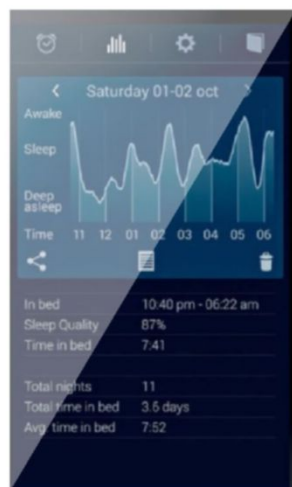 Saturday 01-02 oct
Awake
Sleep
Deep
asleep
Time 11 12 01 02 03 04 05 06
In bed 10:40 pm - 06:22 am
Sleep Quality 87%
Time in bed 7:41
Total nights 11
Total time in bed 3.6 days
Avg. time in bed 7:52